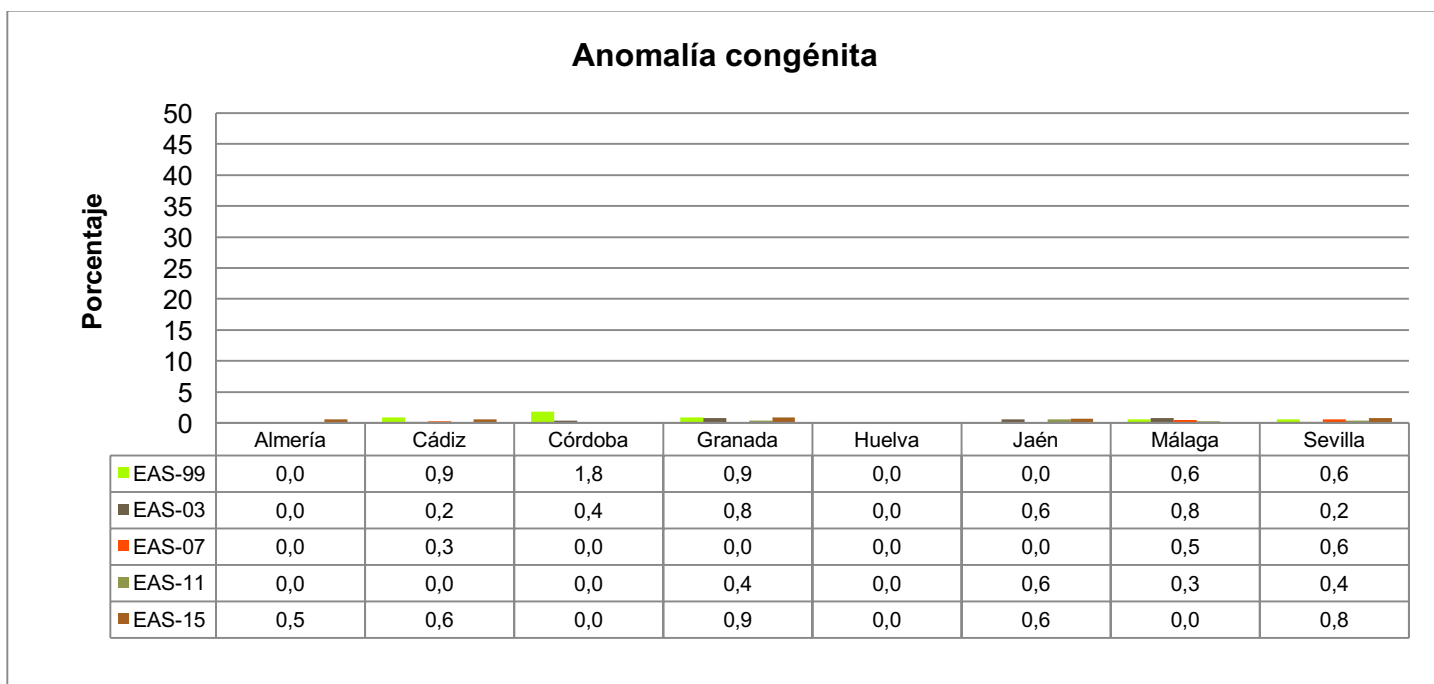 Anomalía congénita
Porcentaje
50
45
40
35
30
25
20
15
10
5
0
Almería Cádiz Córdoba Granada Huelva Jaén Málaga Sevilla
EAS-99 0,0 0,9 1,8 0,9 0,0 0,0 0,6 0,6
EAS-03 0,0 0,2 0,4 0,8 0,0 0,6 0,8 0,2
EAS-07 0,0 0,3 0,0 0,0 0,0 0,0 0,5 0,6
EAS-11 0,0 0,0 0,0 0,4 0,0 0,6 0,3 0,4
EAS-15 0,5 0,6 0,0 0,9 0,0 0,6 0,0 0,8